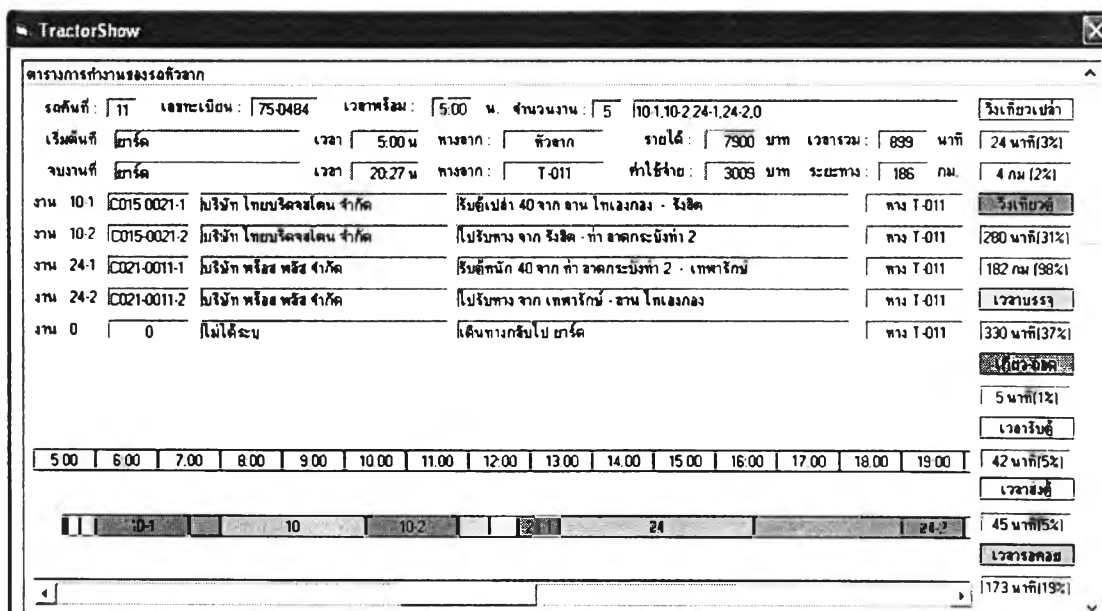 TractorShow
ตารางการทำงานของรถหัวลาก
รถคันที่ : 11 เลขทะเบียน : 75-0484 เวลาพร้อม : 5:00 น. จำนวนงาน : 5 10-1,10-2,24-1,24-2,0 วิ่งเที่ยวเปล่า
เริ่มต้นที่ ยาร์ด เวลา 5:00 น หางลาก : หัวลาก รายได้ : 7900 บาท เวลารวม : 899 นาที 24 นาที(3%)
จบงานที่ ยาร์ด เวลา 20:27 น หางลาก : T-011 ค่าใช้จ่าย : 3009 บาท ระยะทาง : 186 กม. 4 กม (2%)
งาน 10-1 C015-0021-1 บริษัท ไทยบริดจสโตน จำกัด รับตู้เปล่า 40 จาก ลาน ไทเฮงกอง - รังสิต หาง T-011 วิ่งเที่ยวตู้
งาน 10-2 C015-0021-2 บริษัท ไทยบริดจสโตน จำกัด ไปรับหาง จาก รังสิต - ท่า ลาดกระบังท่า 2 หาง T-011 280 นาที(31%)
งาน 24-1 C021-0011-1 บริษัท พร็อส พลัส จำกัด รับตู้หนัก 40 จาก ท่า ลาดกระบังท่า 2 - เทพารักษ์ หาง T-011 182 กม (98%)
งาน 24-2 C021-0011-2 บริษัท พร็อส พลัส จำกัด ไปรับหาง จาก เทพารักษ์ - ลาน ไทเฮงกอง หาง T-011 เวลาบรรจุ
งาน 0 0 ไม่ได้ระบุ เดินทางกลับไป ยาร์ด หาง T-011 330 นาที(37%)
5 นาที(1%)
เวลารับตู้
5:00 6:00 7:00 8:00 9:00 10:00 11:00 12:00 13:00 14:00 15:00 16:00 17:00 18:00 19:00 42 นาที(5%)
เวลาส่งตู้
10-1 10 10-2 24 24-2 45 นาที(5%)
เวลารอคอย
173 นาที(19%)